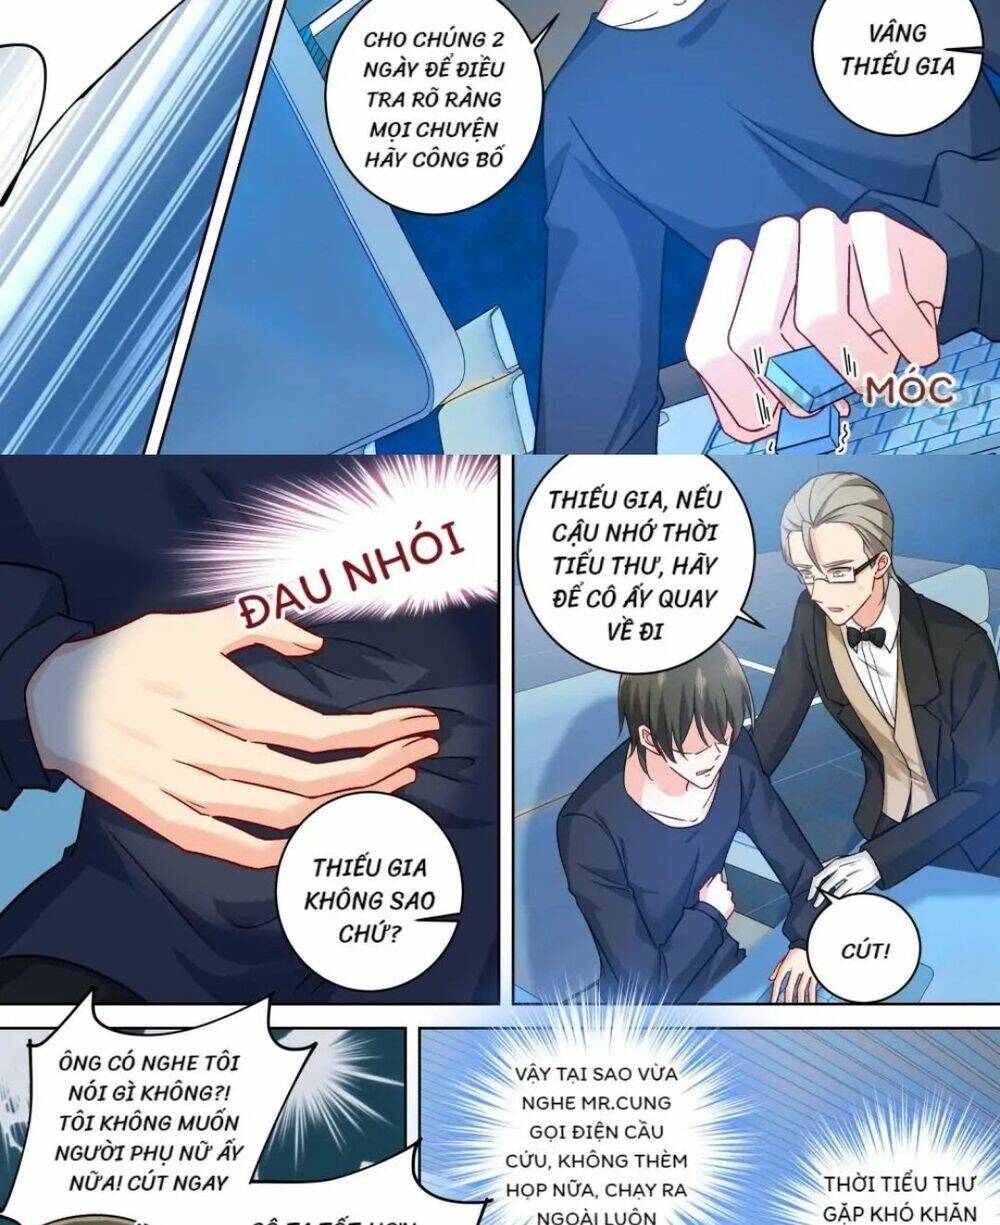 CHO CHÚNG 2
NGÀY ĐỂ ĐIỀU
TRA RÕ RÀNG
MỌI CHUYỆN
HÃY CÔNG BỐ
VÂNG
THIẾU GIA
MÓC
ĐAU NHÓI
THIẾU GIA, NẾU
CẬU NHỚ THỜI
TIỂU THƯ, HÃY
ĐỂ CÔ ẤY QUAY
VỀ ĐI
THIẾU GIA
KHÔNG SAO
CHỨ?
CÚT!
ÔNG CÓ NGHE TÔI
NÓI GÌ KHÔNG?!
TÔI KHÔNG MUỐN
NGƯỜI PHỤ NỮ ẤY
NỮA! CÚT NGAY
VẬY TẠI SAO VỪA
NGHE MR.CUNG
GỌI ĐIỆN CẦU
CỨU, KHÔNG THÈM
HỌP NỮA, CHẠY RA
NGOÀI LUÔN
THỜI TIỂU THƯ
GẶP KHÓ KHĂN